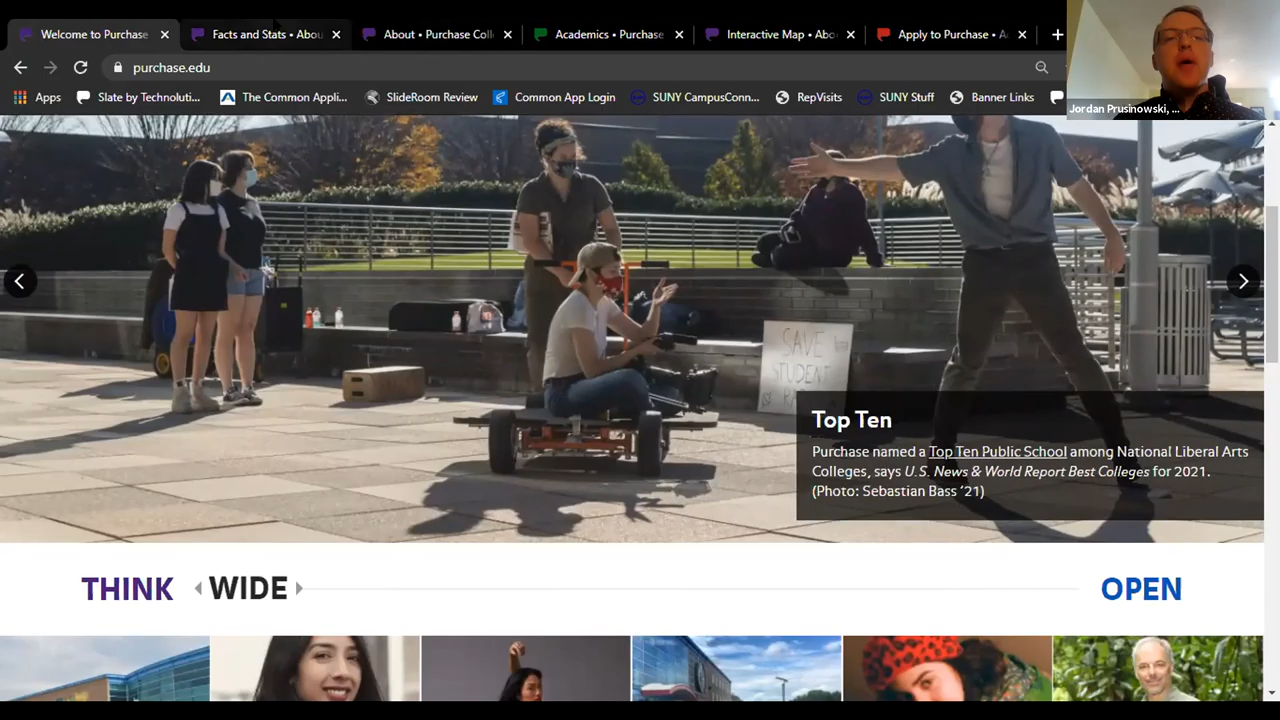 Welcome to Purchase
Facts and Stats • Abou
About • Purchase Coll
Academics • Purchase
Interactive Map • Abo
Apply to Purchase • A
purchase.edu
Apps
Slate by Technoluti...
The Common Appli...
SlideRoom Review
Common App Login
SUNY CampusConn...
RepVisits
SUNY Stuff
Banner Links
Jordan Prusinowski, ...
SAVE
STUDENT
Top Ten
Purchase named a Top Ten Public School among National Liberal Arts
Colleges, says U.S. News & World Report Best Colleges for 2021.
(Photo: Sebastian Bass '21)
THINK WIDE OPEN